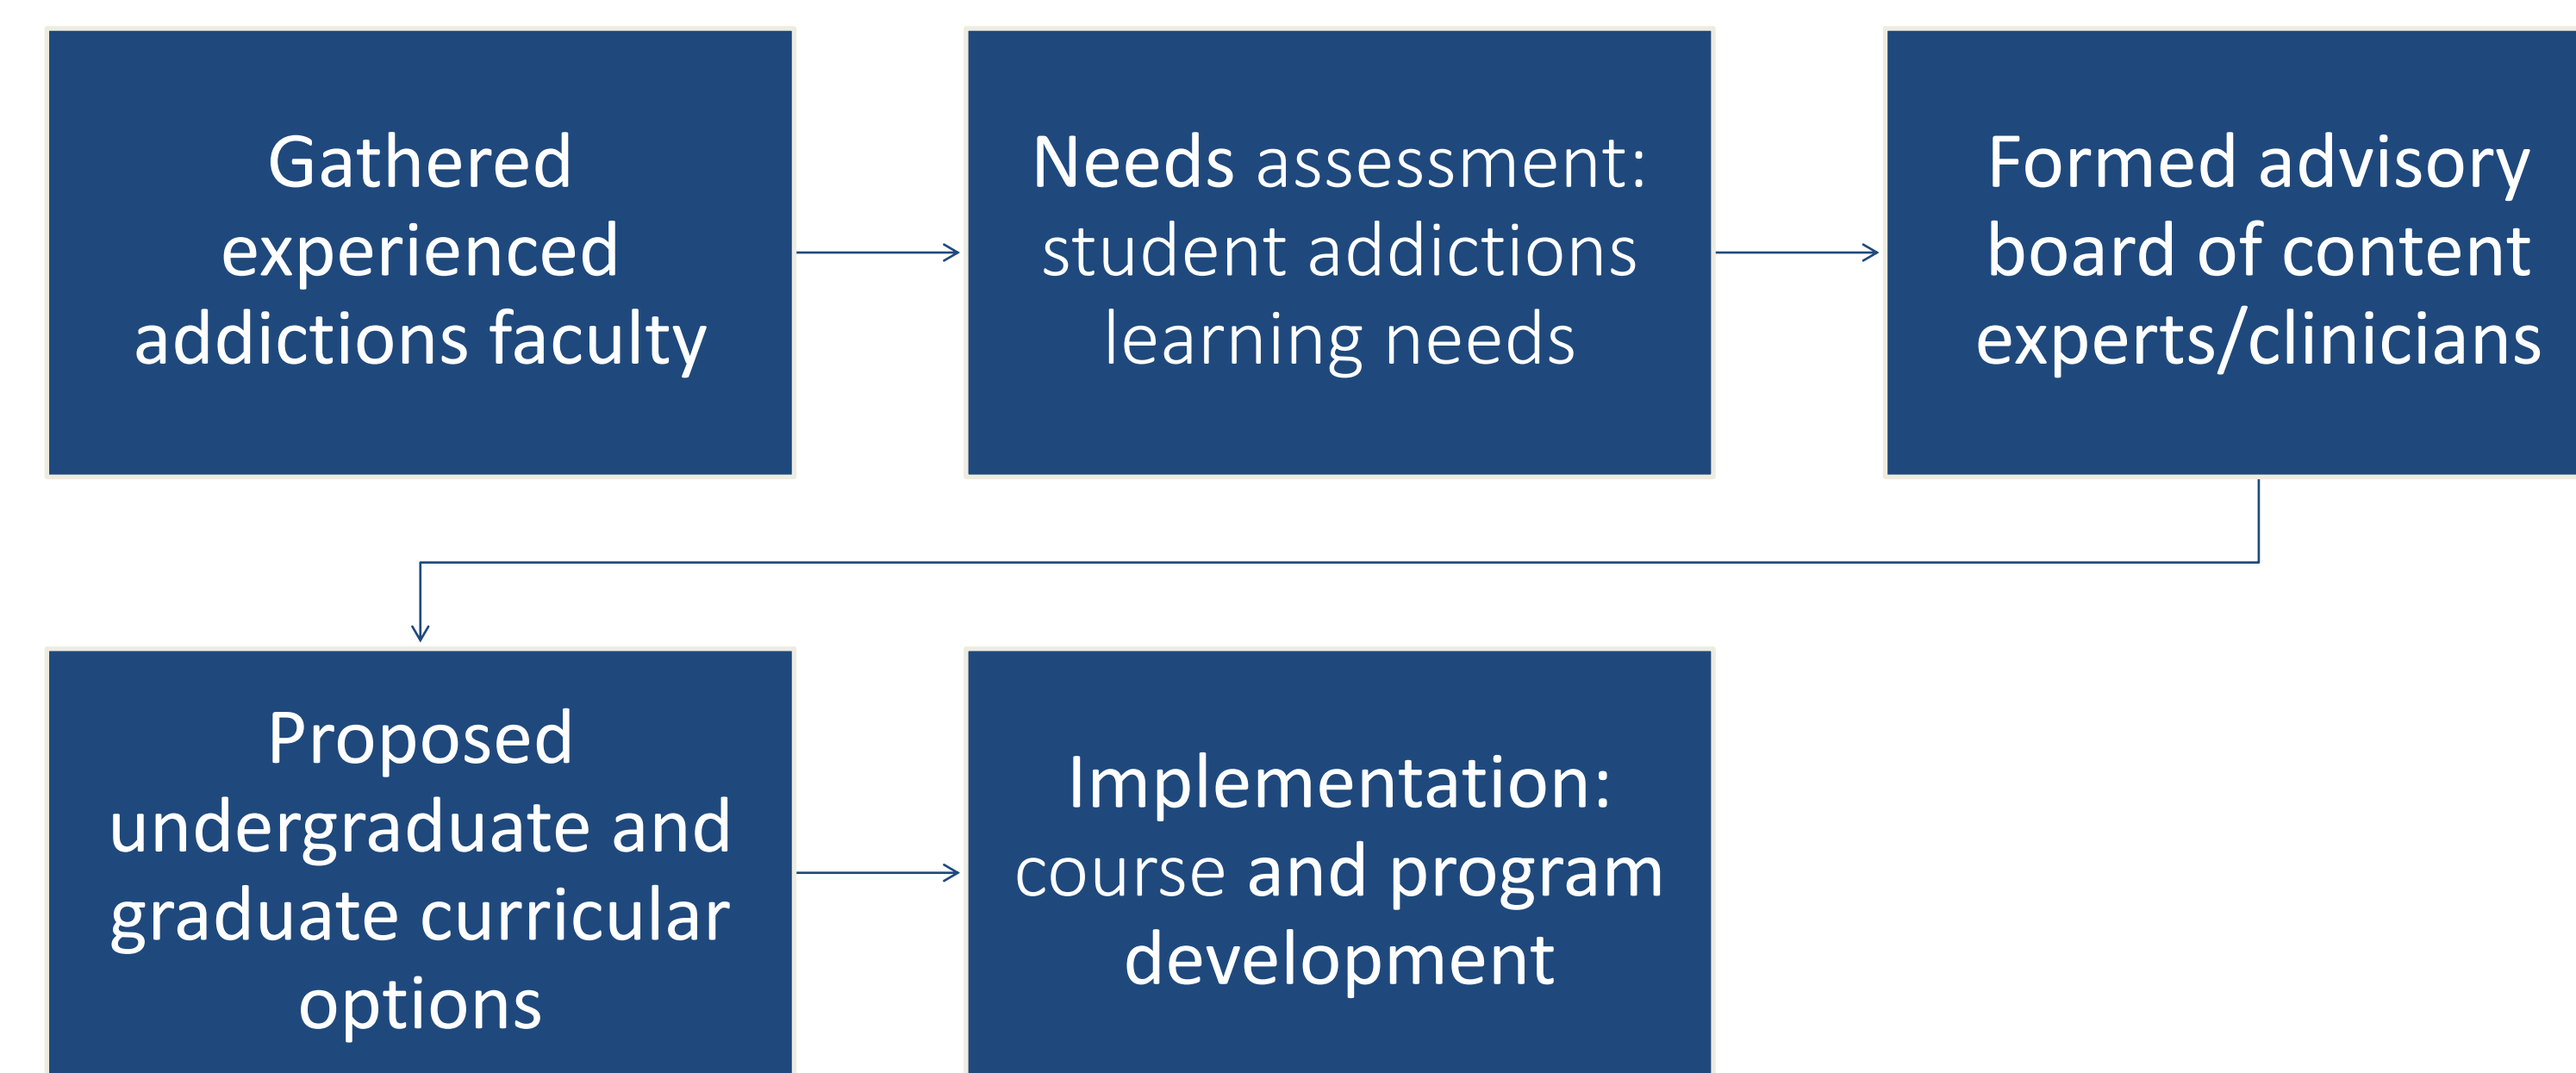 Gathered
experienced
addictions faculty
Needs assessment:
student addictions
learning needs
Formed advisory
board of content
experts/clinicians
Proposed
undergraduate and
graduate curricular
options
Implementation:
course and program
development